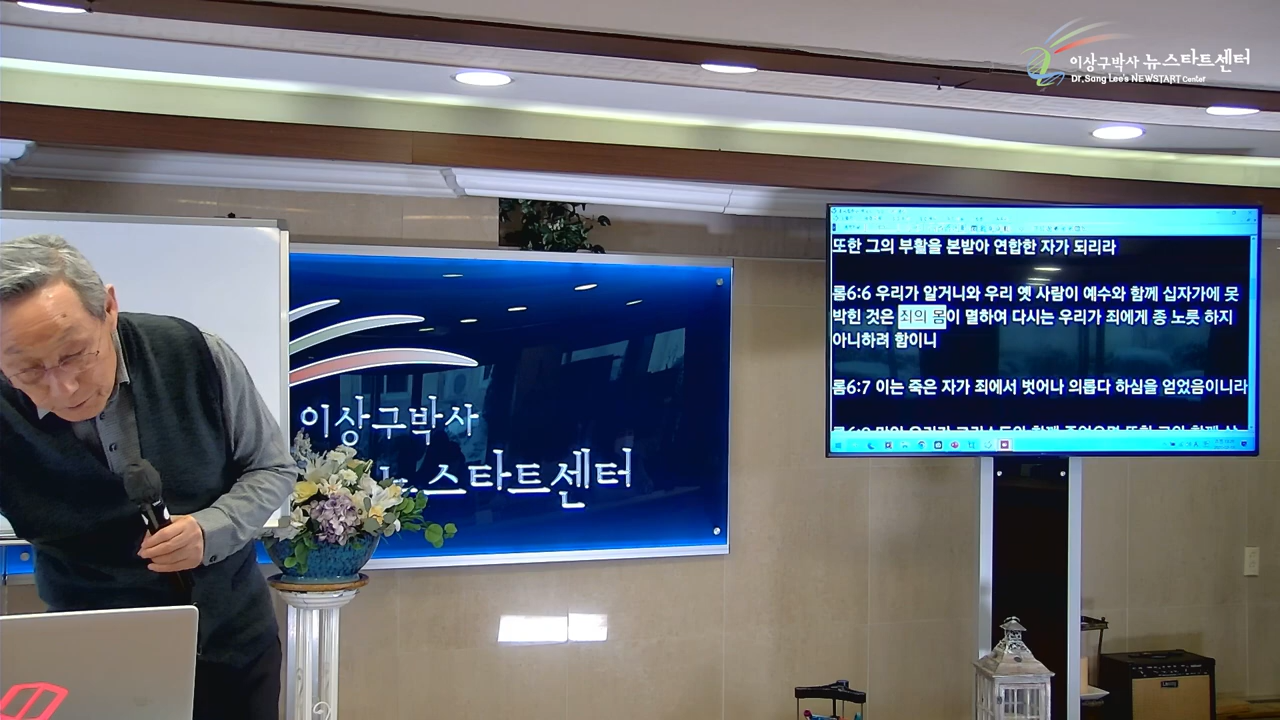 이상구박사 뉴스타트센터
Dr.Sang Lee's NEWSTART Center
또한 그의 부활을 본받아 연합한 자가 되리라
롬6:6 우리가 알거니와 우리 옛 사람이 예수와 함께 십자가에 못
박힌 것은 죄의 몸이 멸하여 다시는 우리가 죄에게 종 노릇 하지
아니하려 함이니
롬6:7 이는 죽은 자가 죄에서 벗어나 의롭다 하심을 얻었음이니라
이상구박사
뉴스타트센터